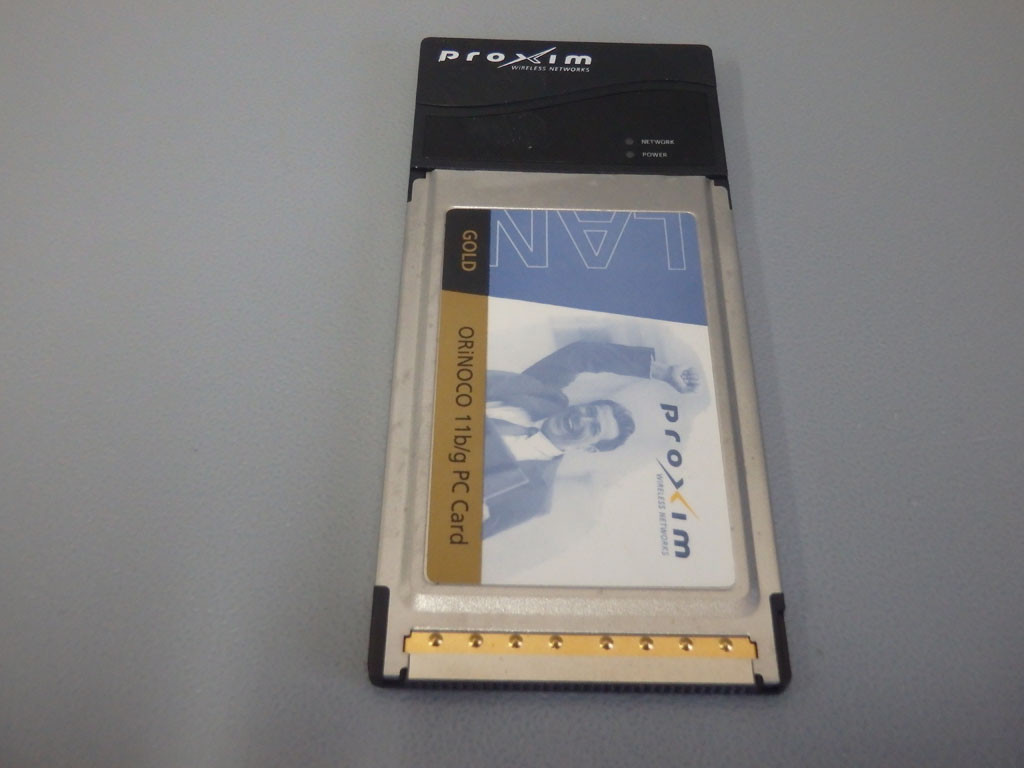 proxim
WIRELESS NETWORKS
NETWORK
POWER
LAN
GOLD
ORiNOCO 11b/g PC Card
proxim
WIRELESS NETWORKS